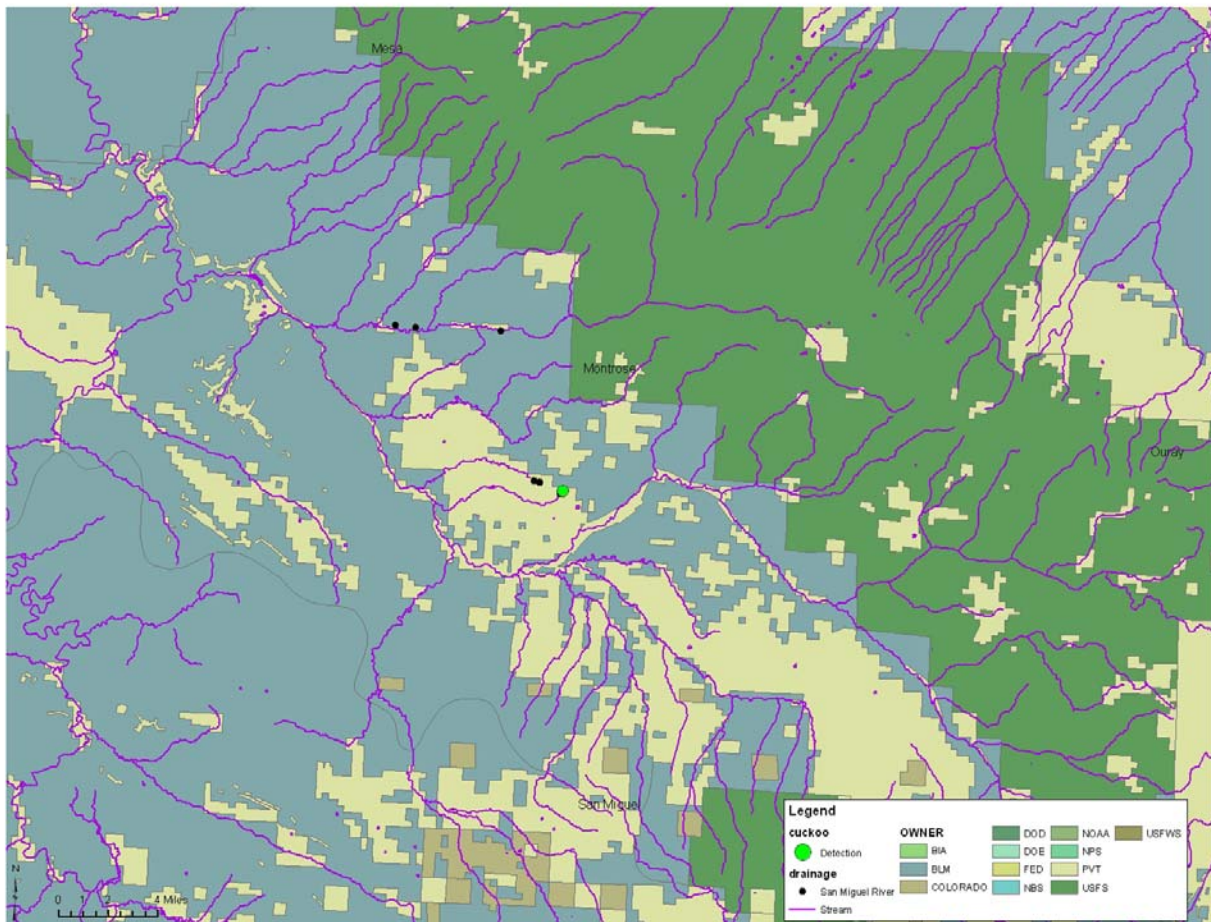 Mesa
Montrose
Ouray
San Miguel
N
0 2 4 Miles
Legend
cuckoo
Detection
drainage
San Miguel River
Stream
OWNER
BIA
BLM
COLORADO
DOD
DOE
FED
NBS
NOAA
NPS
PVT
USFS
USFWS